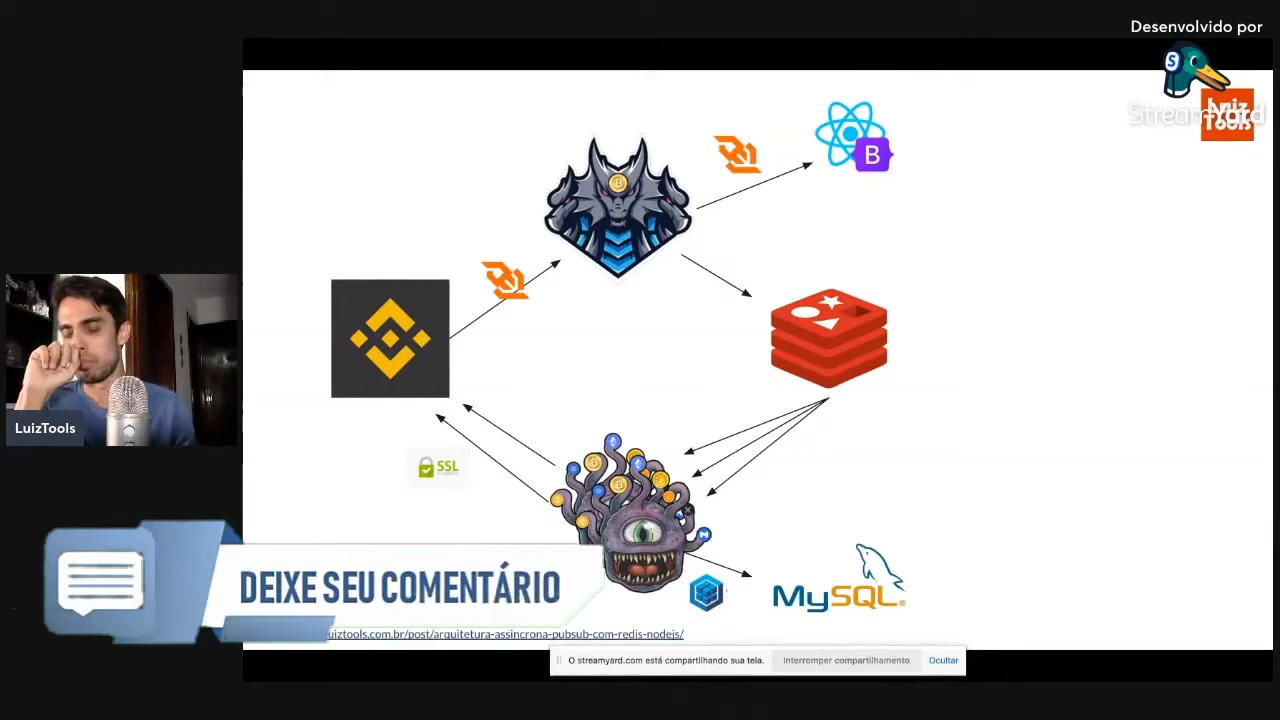 Desenvolvido por
S
StreamYard
Luiz
Tools
B
LuizTools
SSL
DEIXE SEU COMENTÁRIO
MySQL
uiztools.com.br/post/arquitetura-assincrona-pubsub-com-redis-nodejs/
O streamyard.com está compartilhando sua tela.
Interromper compartilhamento
Ocultar